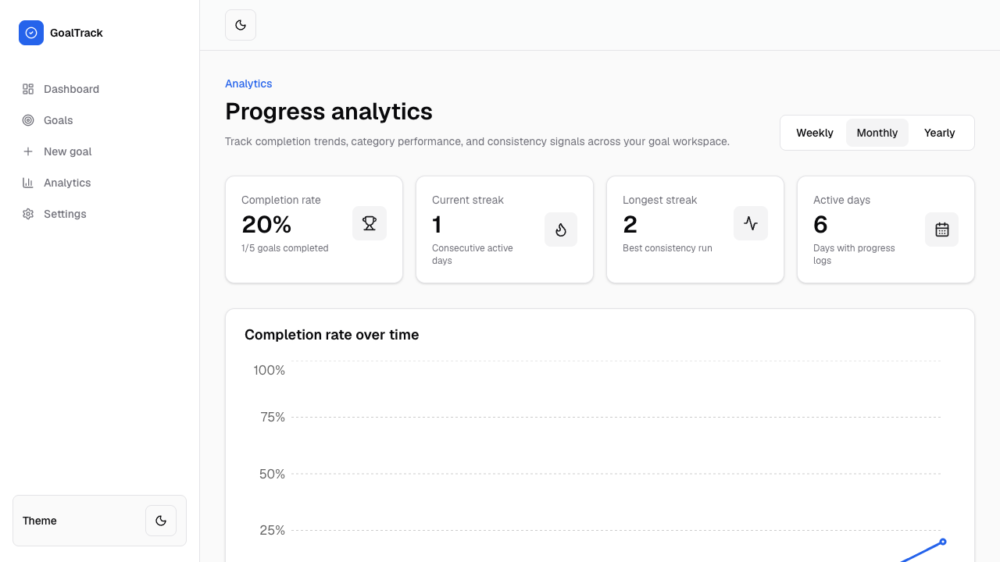 GoalTrack
Dashboard
Goals
New goal
Analytics
Settings
Theme
Analytics
Progress analytics
Track completion trends, category performance, and consistency signals across your goal workspace.
Weekly
Monthly
Yearly
Completion rate
20%
1/5 goals completed
Current streak
1
Consecutive active
days
Longest streak
2
Best consistency run
Active days
6
Days with progress
logs
Completion rate over time
100%
75%
50%
25%